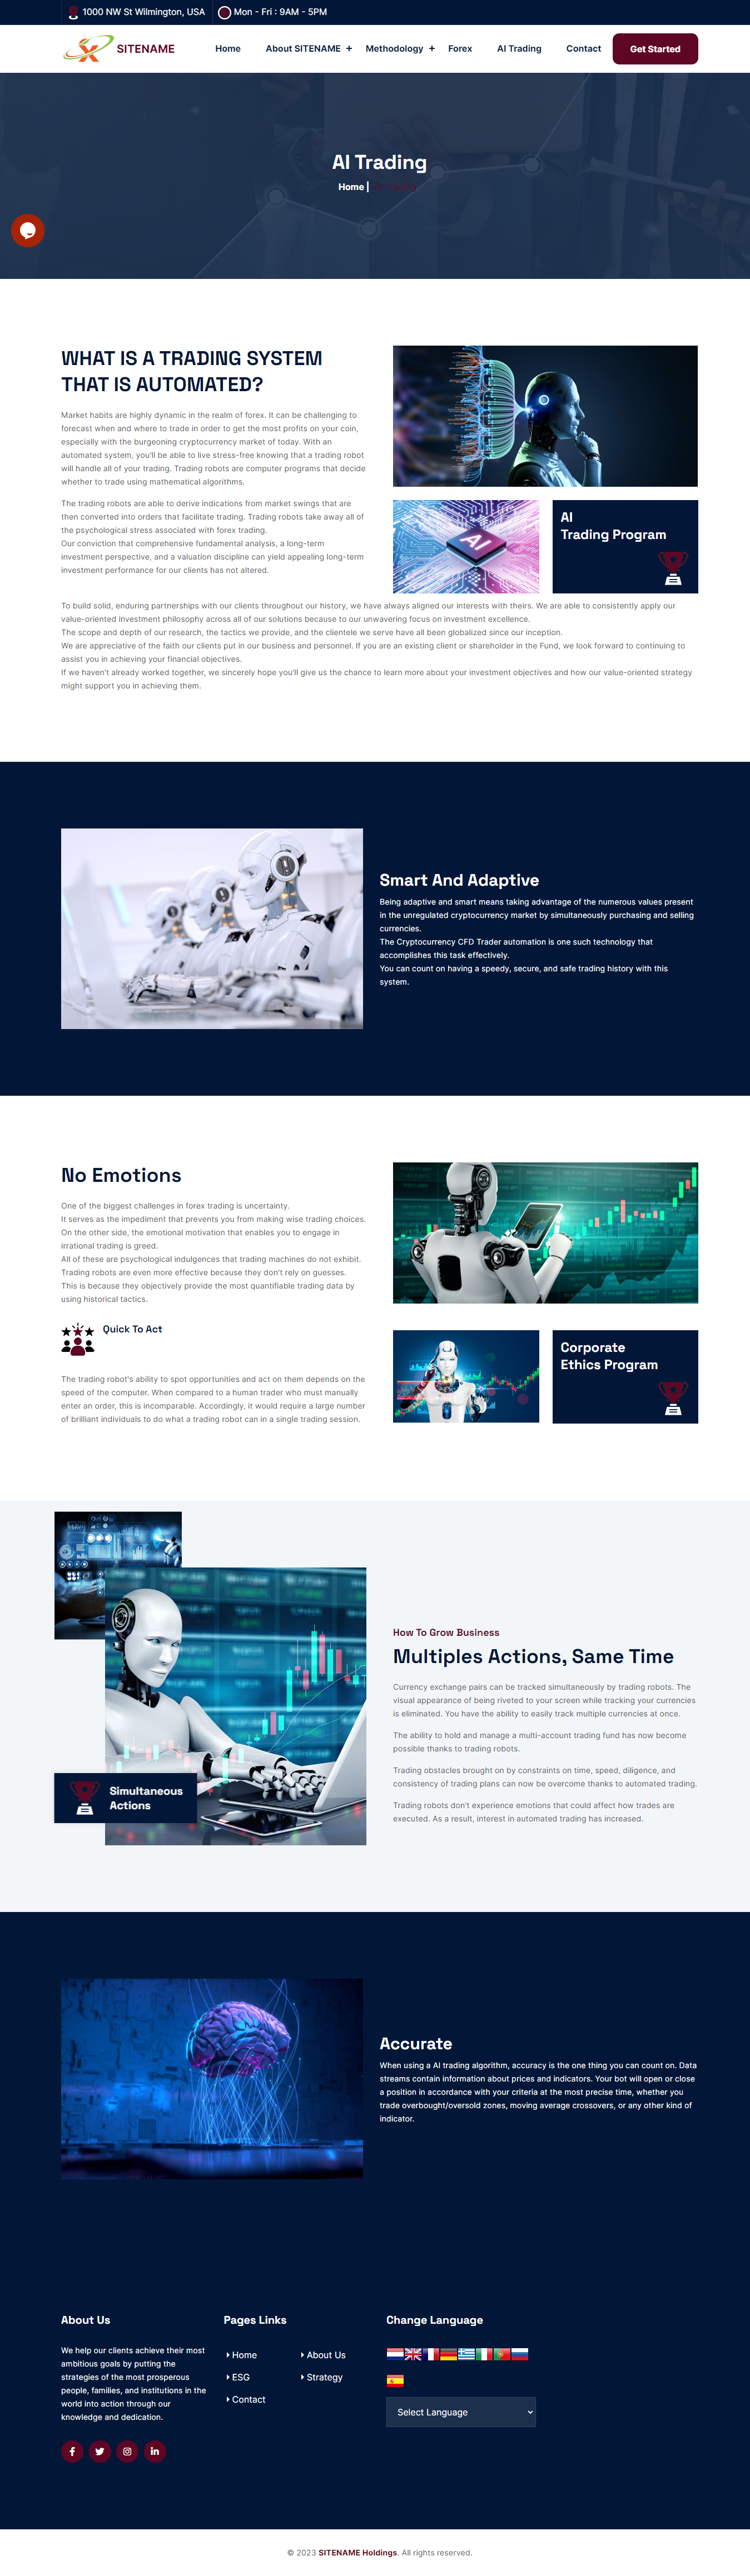 1000 NW St Wilmington, USA
Mon - Fri : 9AM - 5PM
SITENAME
Home
About SITENAME +
Methodology +
Forex
AI Trading
Contact
Get Started
AI Trading
Home | AI Trading
WHAT IS A TRADING SYSTEM
THAT IS AUTOMATED?
Market habits are highly dynamic in the realm of forex. It can be challenging to
forecast when and where to trade in order to get the most profits on your coin,
especially with the burgeoning cryptocurrency market of today. With an
automated system, you'll be able to live stress-free knowing that a trading robot
will handle all of your trading. Trading robots are computer programs that decide
whether to trade using mathematical algorithms.
The trading robots are able to derive indications from market swings that are
then converted into orders that facilitate trading. Trading robots take away all of
the psychological stress associated with forex trading.
Our conviction that comprehensive fundamental analysis, a long-term
investment perspective, and a valuation discipline can yield appealing long-term
investment performance for our clients has not altered.
AI
AI
Trading Program
To build solid, enduring partnerships with our clients throughout our history, we have always aligned our interests with theirs. We are able to consistently apply our
value-oriented investment philosophy across all of our solutions because to our unwavering focus on investment excellence.
The scope and depth of our research, the tactics we provide, and the clientele we serve have all been globalized since our inception.
We are appreciative of the faith our clients put in our business and personnel. If you are an existing client or shareholder in the Fund, we look forward to continuing to
assist you in achieving your financial objectives.
If we haven't already worked together, we sincerely hope you'll give us the chance to learn more about your investment objectives and how our value-oriented strategy
might support you in achieving them.
Smart And Adaptive
Being adaptive and smart means taking advantage of the numerous values present
in the unregulated cryptocurrency market by simultaneously purchasing and selling
currencies.
The Cryptocurrency CFD Trader automation is one such technology that
accomplishes this task effectively.
You can count on having a speedy, secure, and safe trading history with this
system.
No Emotions
One of the biggest challenges in forex trading is uncertainty.
It serves as the impediment that prevents you from making wise trading choices.
On the other side, the emotional motivation that enables you to engage in
irrational trading is greed.
All of these are psychological indulgences that trading machines do not exhibit.
Trading robots are even more effective because they don't rely on guesses.
This is because they objectively provide the most quantifiable trading data by
using historical tactics.
Quick To Act
The trading robot's ability to spot opportunities and act on them depends on the
speed of the computer. When compared to a human trader who must manually
enter an order, this is incomparable. Accordingly, it would require a large number
of brilliant individuals to do what a trading robot can in a single trading session.
Corporate
Ethics Program
Simultaneous
Actions
How To Grow Business
Multiples Actions, Same Time
Currency exchange pairs can be tracked simultaneously by trading robots. The
visual appearance of being riveted to your screen while tracking your currencies
is eliminated. You have the ability to easily track multiple currencies at once.
The ability to hold and manage a multi-account trading fund has now become
possible thanks to trading robots.
Trading obstacles brought on by constraints on time, speed, diligence, and
consistency of trading plans can now be overcome thanks to automated trading.
Trading robots don't experience emotions that could affect how trades are
executed. As a result, interest in automated trading has increased.
Accurate
When using a AI trading algorithm, accuracy is the one thing you can count on. Data
streams contain information about prices and indicators. Your bot will open or close
a position in accordance with your criteria at the most precise time, whether you
trade overbought/oversold zones, moving average crossovers, or any other kind of
indicator.
About Us
We help our clients achieve their most
ambitious goals by putting the
strategies of the most prosperous
people, families, and institutions in the
world into action through our
knowledge and dedication.
Pages Links
Home
About Us
ESG
Strategy
Contact
Change Language
Select Language
© 2023 SITENAME Holdings. All rights reserved.